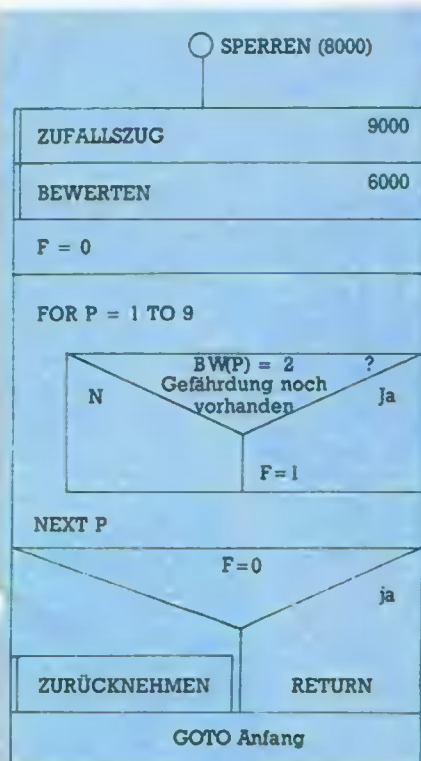 SPERREN (8000)
ZUFALLSZUG 9000
BEWERTEN 6000
F = 0
FOR P = 1 TO 9
BW(P) = 2 ?
Gefährdung noch
N vorhanden Ja
F=1
NEXT P
F=0
ja
ZURÜCKNEHMEN RETURN
GOTO Anfang